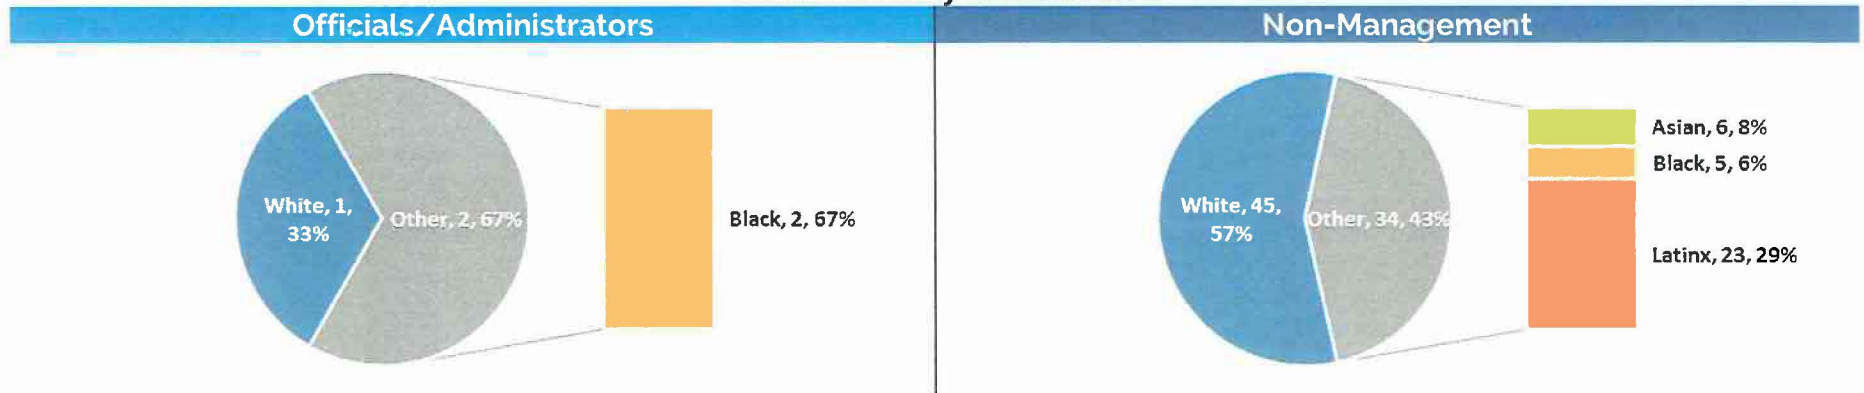 Officials/Administrators
Non-Management
White, 1,
33%
Other, 2, 67%
Black, 2, 67%
White, 45,
57%
Other, 34, 43%
Asian, 6, 8%
Black, 5, 6%
Latinx, 23, 29%